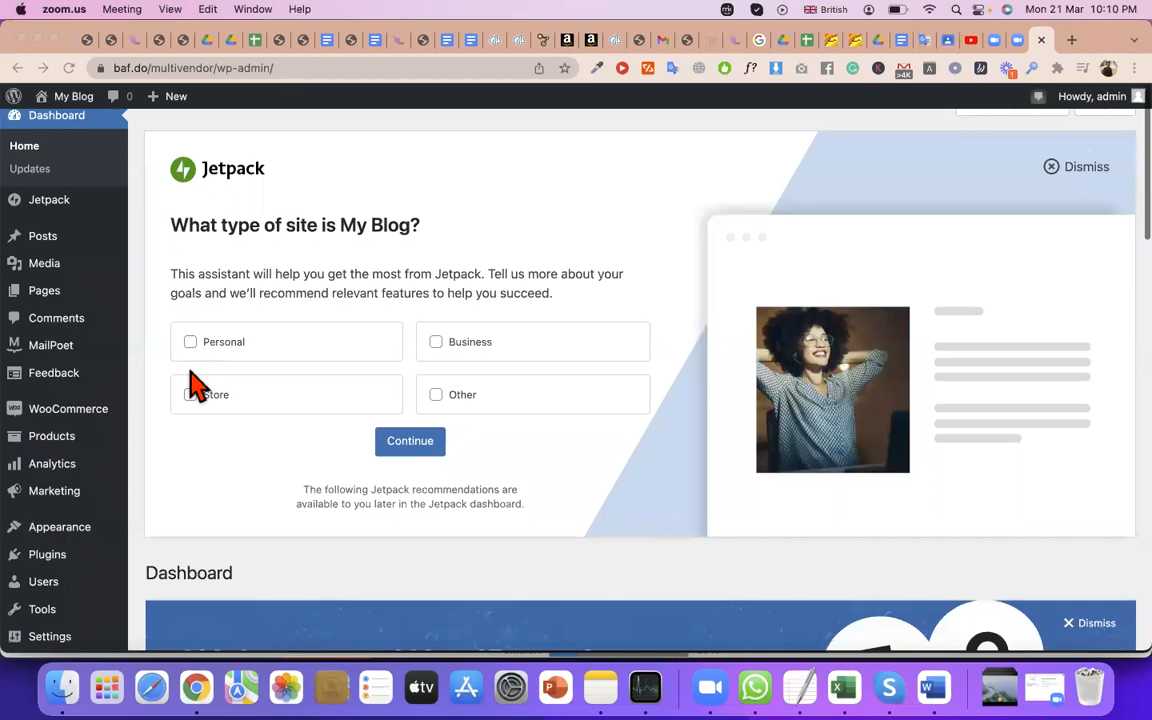 zoom.us Meeting View Edit Window Help
British Mon 21 Mar 10:10 PM
baf.do/multivendor/wp-admin/
My Blog 0 New
Howdy, admin
Dashboard
Home
Updates
Jetpack
Posts
Media
Pages
Comments
MailPoet
Feedback
WooCommerce
Products
Analytics
Marketing
Appearance
Plugins
Users
Tools
Settings
Jetpack
Dismiss
What type of site is My Blog?
This assistant will help you get the most from Jetpack. Tell us more about your
goals and we'll recommend relevant features to help you succeed.
Personal
Business
Store
Other
Continue
The following Jetpack recommendations are
available to you later in the Jetpack dashboard.
Dashboard
Dismiss